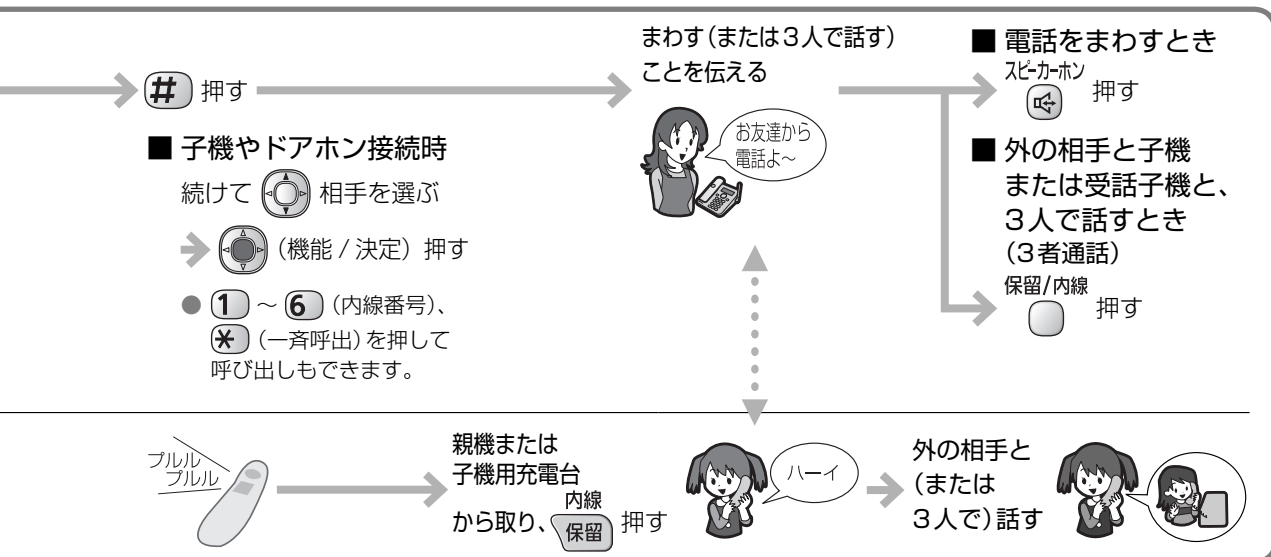 # 押す
■ 子機やドアホン接続時
続けて 相手を選ぶ
(機能 / 決定) 押す
● 1 ～ 6 (内線番号)、
* (一斉呼出)を押して
呼び出しもできます。
まわす(または3人で話す)
ことを伝える
お友達から
電話よ～
■ 電話をまわすとき
スピーカーホン
押す
■ 外の相手と子機
または受話子機と、
3人で話すとき
(3者通話)
保留/内線
押す
プルル
プルル
親機または
子機用充電台
内線
から取り、保留 押す
ハーイ
外の相手と
(または
3人で)話す